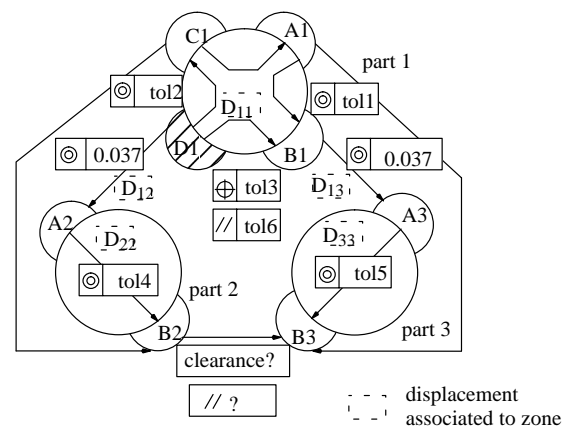 C1
A1
part 1
◎ tol2
D11
◎ tol1
D1
B1
◎ 0.037
◎ 0.037
⌖ tol3
D12
D13
// tol6
A2
A3
D22
D33
◎ tol4
◎ tol5
part 2
B2
B3
part 3
clearance?
// ?
displacement
associated to zone